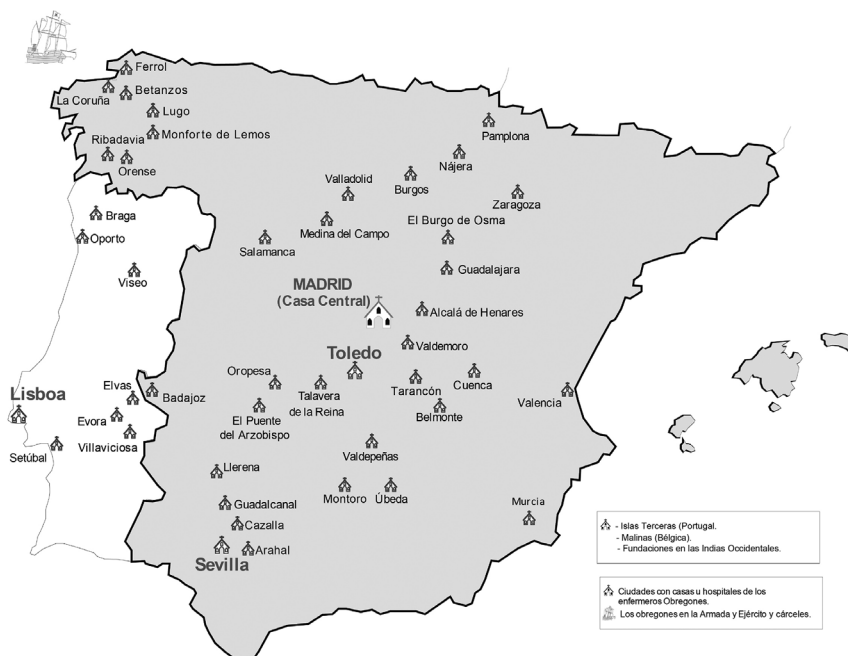 Ferrol
La Coruña
Betanzos
Lugo
Monforte de Lemos
Ribadavia
Orense
Pamplona
Nájera
Burgos
Valladolid
Zaragoza
El Burgo de Osma
Medina del Campo
Salamanca
Braga
Oporto
Viseo
Guadalajara
MADRID
(Casa Central)
Alcalá de Henares
Valdemoro
Toledo
Oropesa
Talavera
de la Reina
Tarancón
Cuenca
Belmonte
Valencia
El Puente
del Arzobispo
Lisboa
Elvas
Badajoz
Evora
Villaviciosa
Setúbal
Valdepeñas
Llerena
Montoro
Úbeda
Guadalcanal
Cazalla
Sevilla
Arahal
Murcia
- Islas Terceras (Portugal.
- Malinas (Bélgica).
- Fundaciones en las Indias Occidentales.
Ciudades con casas u hospitales de los
enfermeros Obregones.
Los obregones en la Armada y Ejército y cárceles.